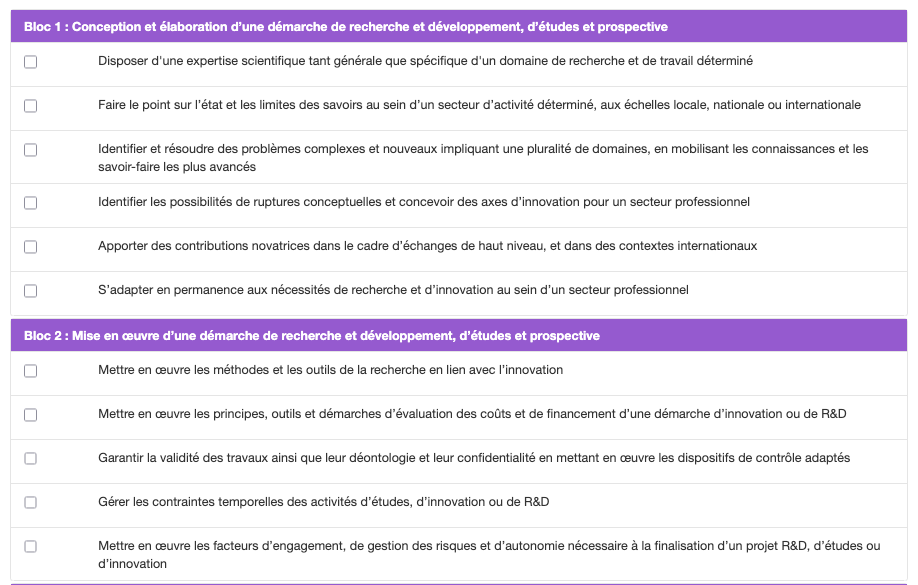 Bloc 1 : Conception et élaboration d’une démarche de recherche et développement, d’études et prospective
Disposer d'une expertise scientifique tant générale que spécifique d'un domaine de recherche et de travail déterminé
Faire le point sur l’état et les limites des savoirs au sein d’un secteur d’activité déterminé, aux échelles locale, nationale ou internationale
Identifier et résoudre des problèmes complexes et nouveaux impliquant une pluralité de domaines, en mobilisant les connaissances et les
savoir-faire les plus avancés
Identifier les possibilités de ruptures conceptuelles et concevoir des axes d’innovation pour un secteur professionnel
Apporter des contributions novatrices dans le cadre d’échanges de haut niveau, et dans des contextes internationaux
S’adapter en permanence aux nécessités de recherche et d’innovation au sein d’un secteur professionnel
Bloc 2 : Mise en œuvre d’une démarche de recherche et développement, d’études et prospective
Mettre en œuvre les méthodes et les outils de la recherche en lien avec l’innovation
Mettre en œuvre les principes, outils et démarches d’évaluation des coûts et de financement d’une démarche d’innovation ou de R&D
Garantir la validité des travaux ainsi que leur déontologie et leur confidentialité en mettant en œuvre les dispositifs de contrôle adaptés
Gérer les contraintes temporelles des activités d’études, d’innovation ou de R&D
Mettre en œuvre les facteurs d’engagement, de gestion des risques et d’autonomie nécessaire à la finalisation d’un projet R&D, d’études ou
d’innovation